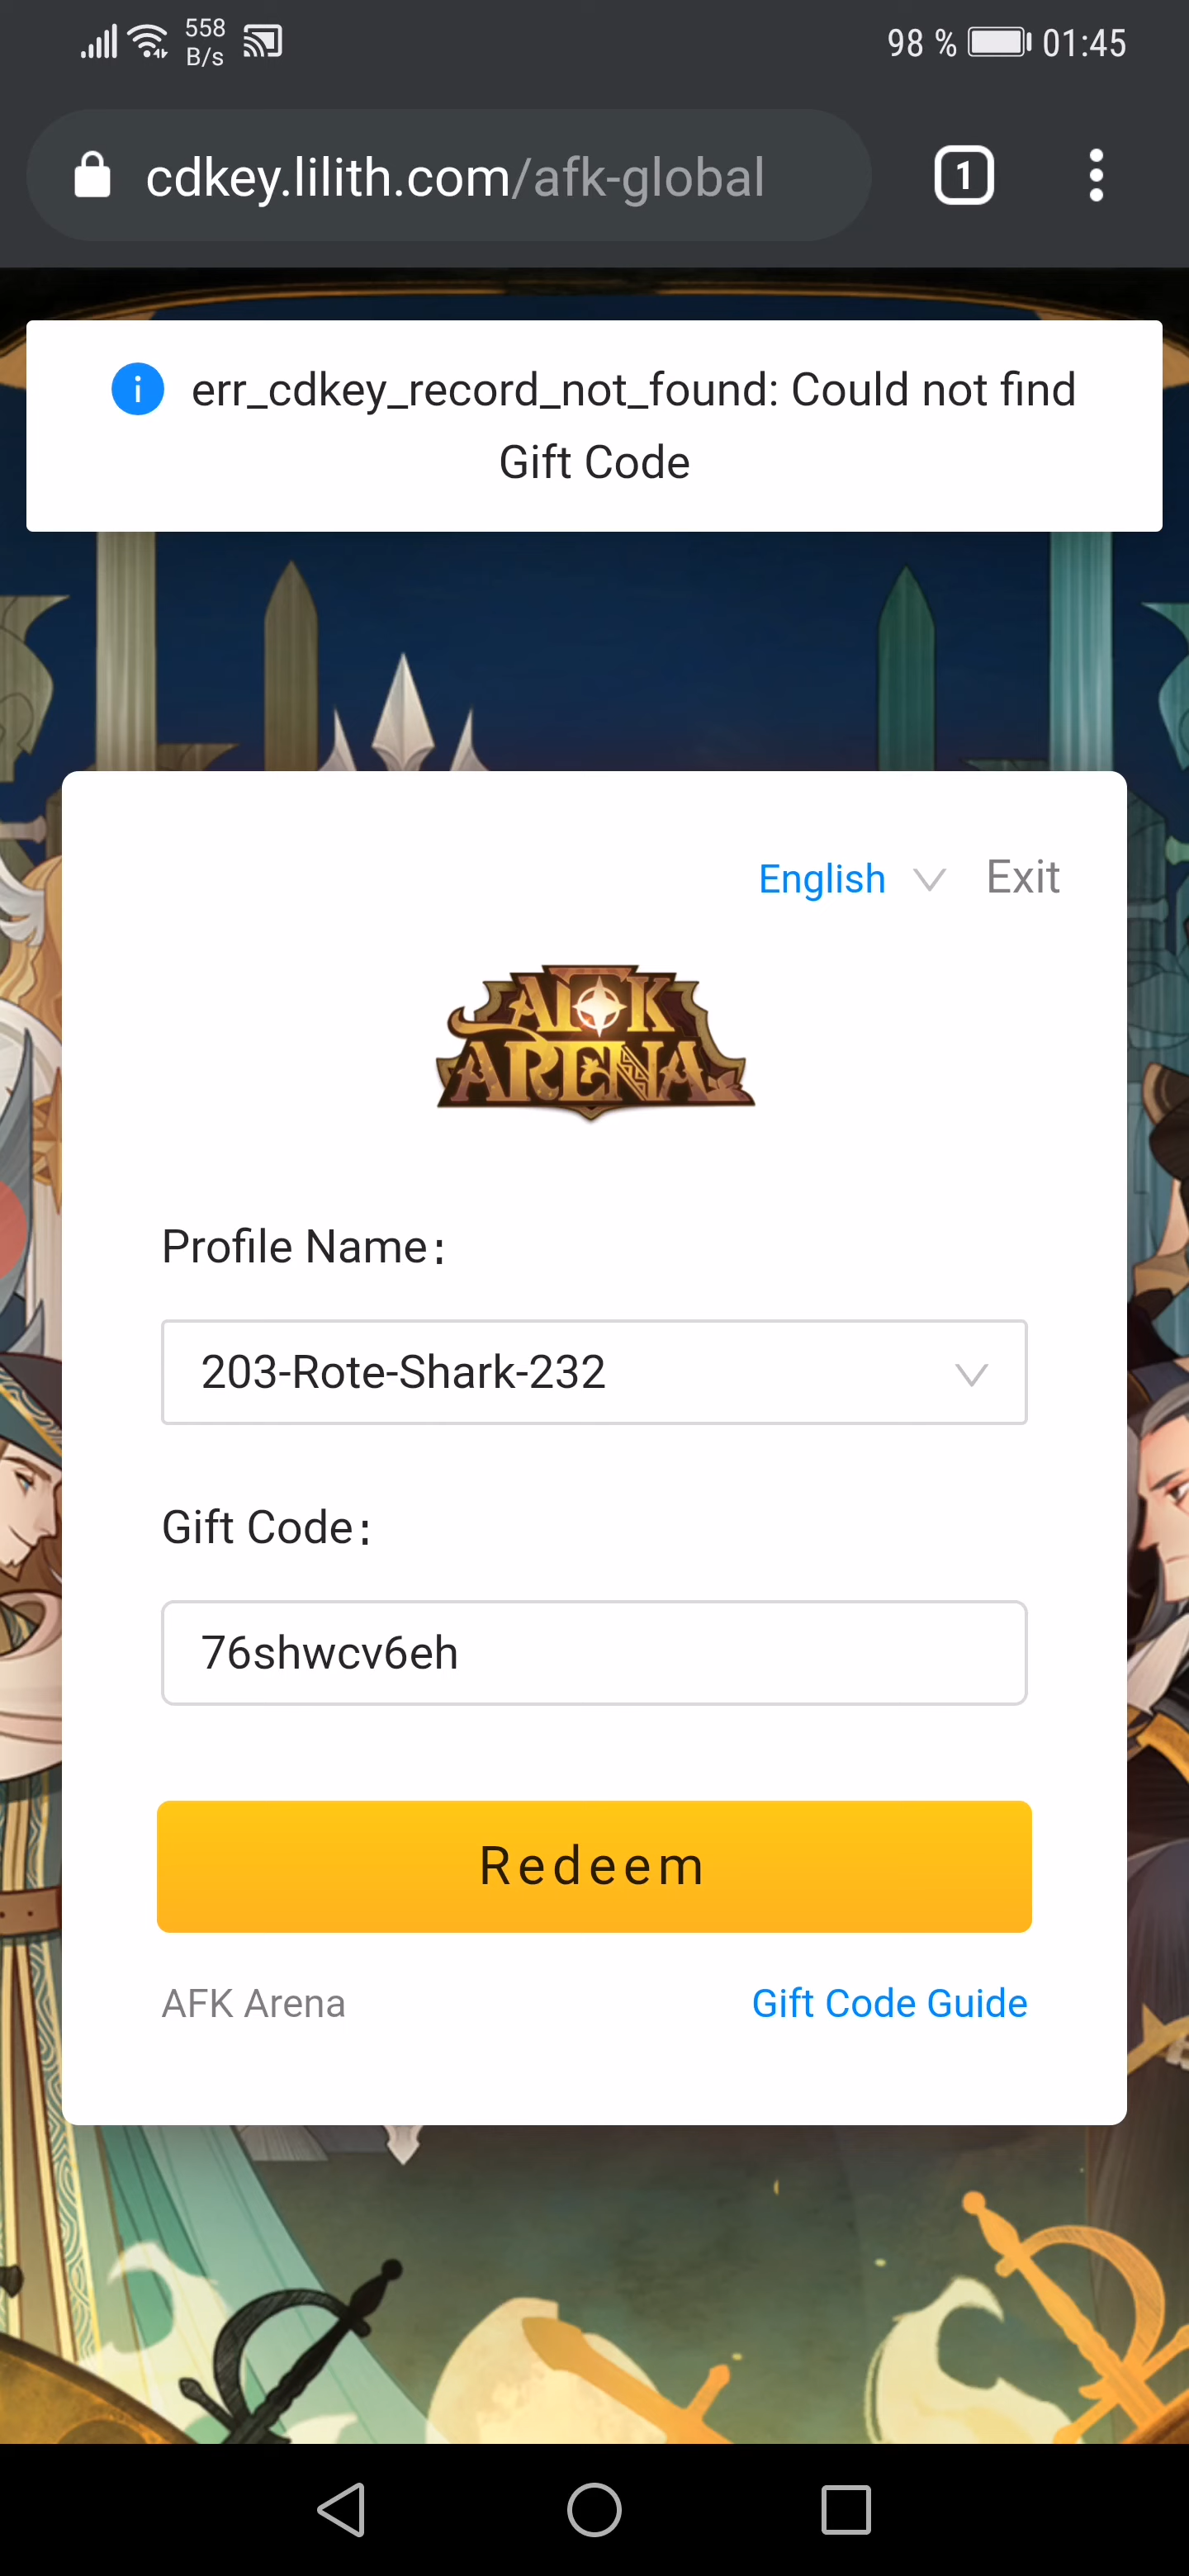 558
B/s
98 %
01:45
cdkey.lilith.com/afk-global
1
err_cdkey_record_not_found: Could not find
Gift Code
English
Exit
AFK
ARENA
Profile Name:
203-Rote-Shark-232
Gift Code:
76shwcv6eh
Redeem
AFK Arena
Gift Code Guide